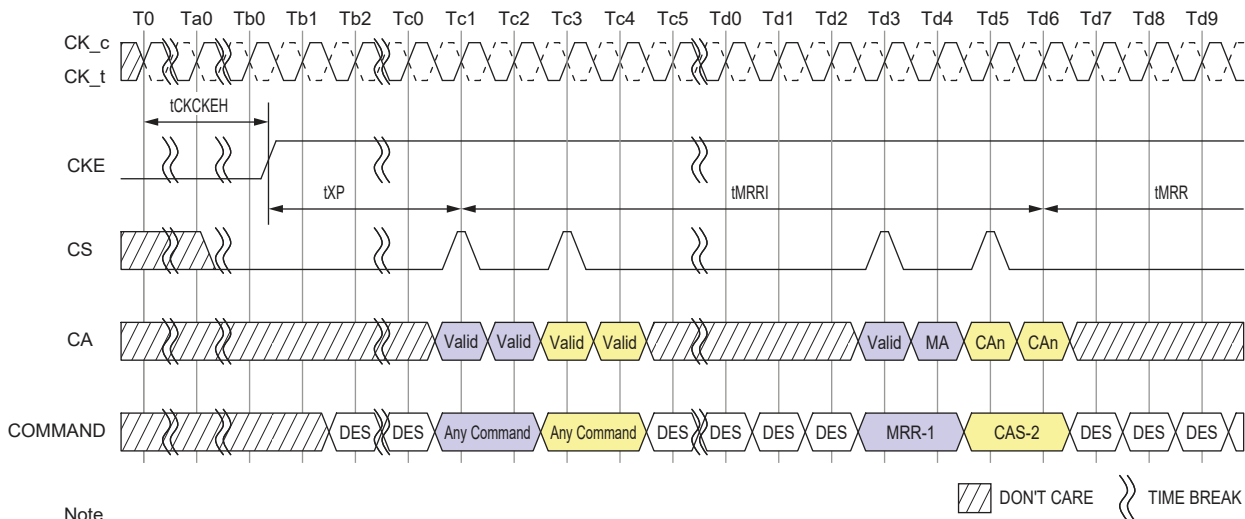 T0 Ta0 Tb0 Tb1 Tb2 Tc0 Tc1 Tc2 Tc3 Tc4 Tc5 Td0 Td1 Td2 Td3 Td4 Td5 Td6 Td7 Td8 Td9
CK_c
CK_t
tCKCKEH
CKE
tXP tMRRI tMRR
CS
CA Valid Valid Valid Valid Valid MA CAn CAn
COMMAND DES DES Any Command Any Command DES DES DES DES MRR-1 CAS-2 DES DES DES
DON'T CARE TIME BREAK
Note